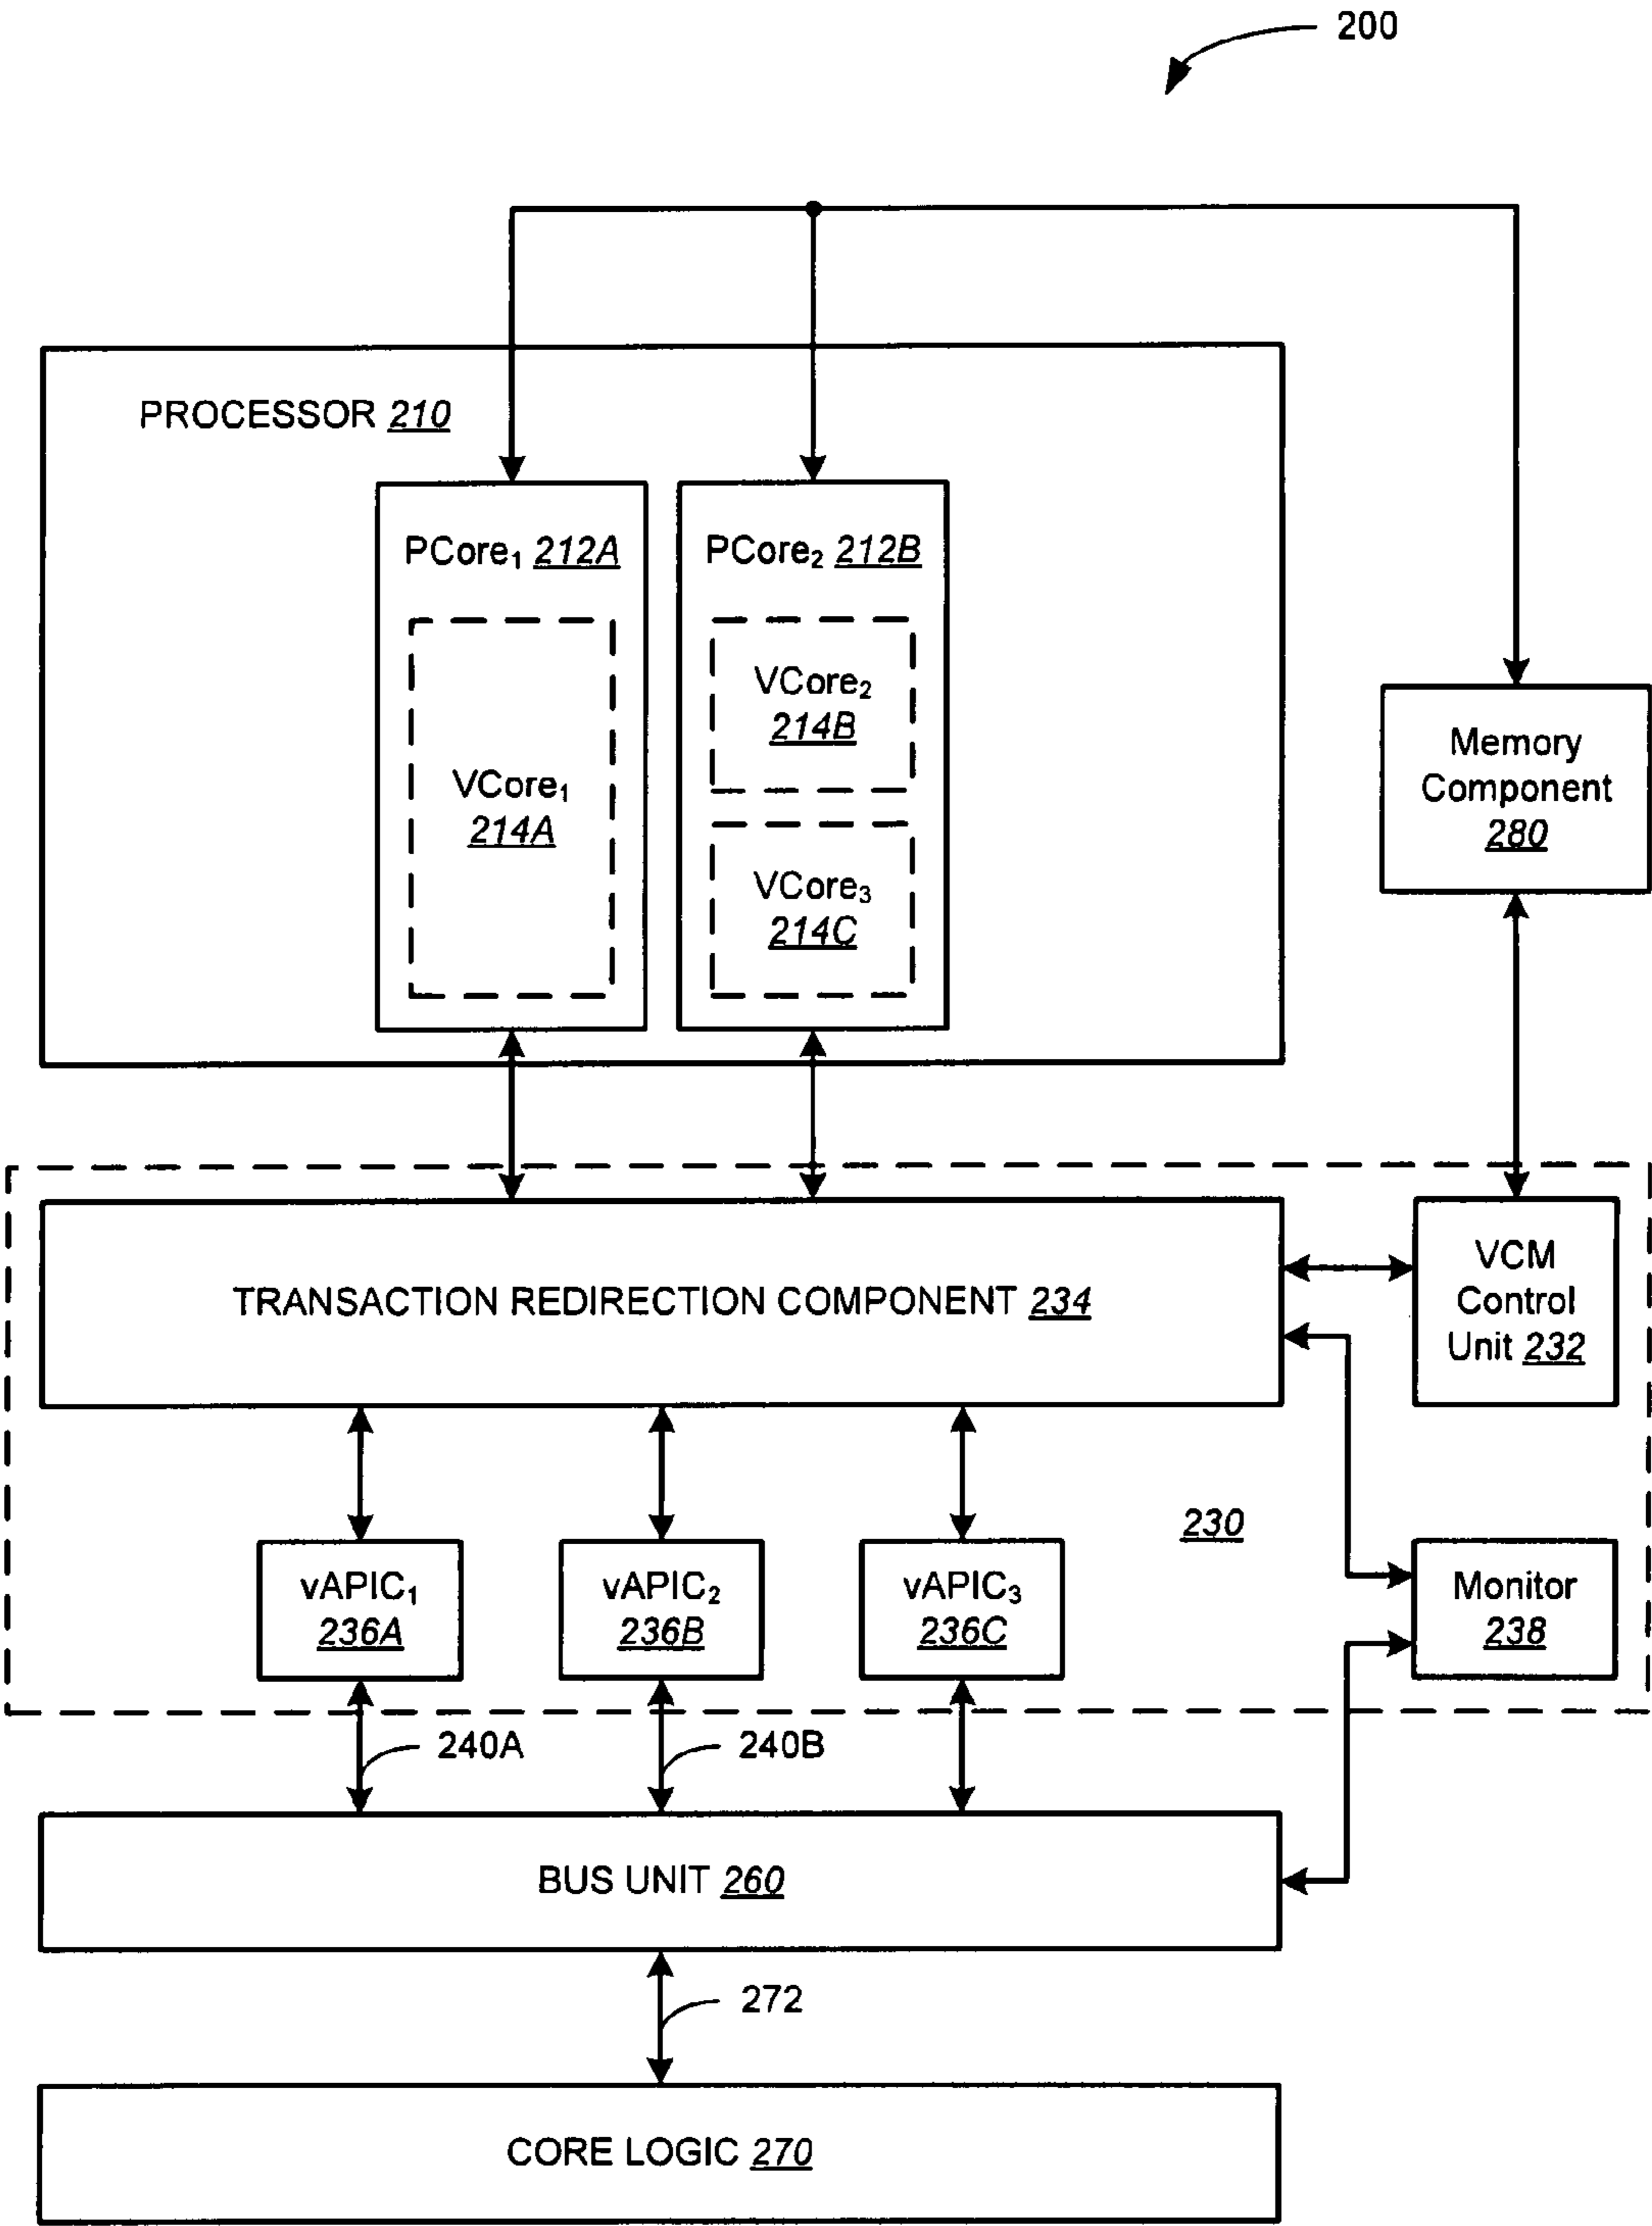 200
PROCESSOR 210
PCore₁ 212A
PCore₂ 212B
VCore₁
214A
VCore₂
214B
VCore₃
214C
Memory
Component
280
TRANSACTION REDIRECTION COMPONENT 234
VCM
Control
Unit 232
230
vAPIC₁
236A
vAPIC₂
236B
vAPIC₃
236C
Monitor
238
240A
240B
BUS UNIT 260
272
CORE LOGIC 270